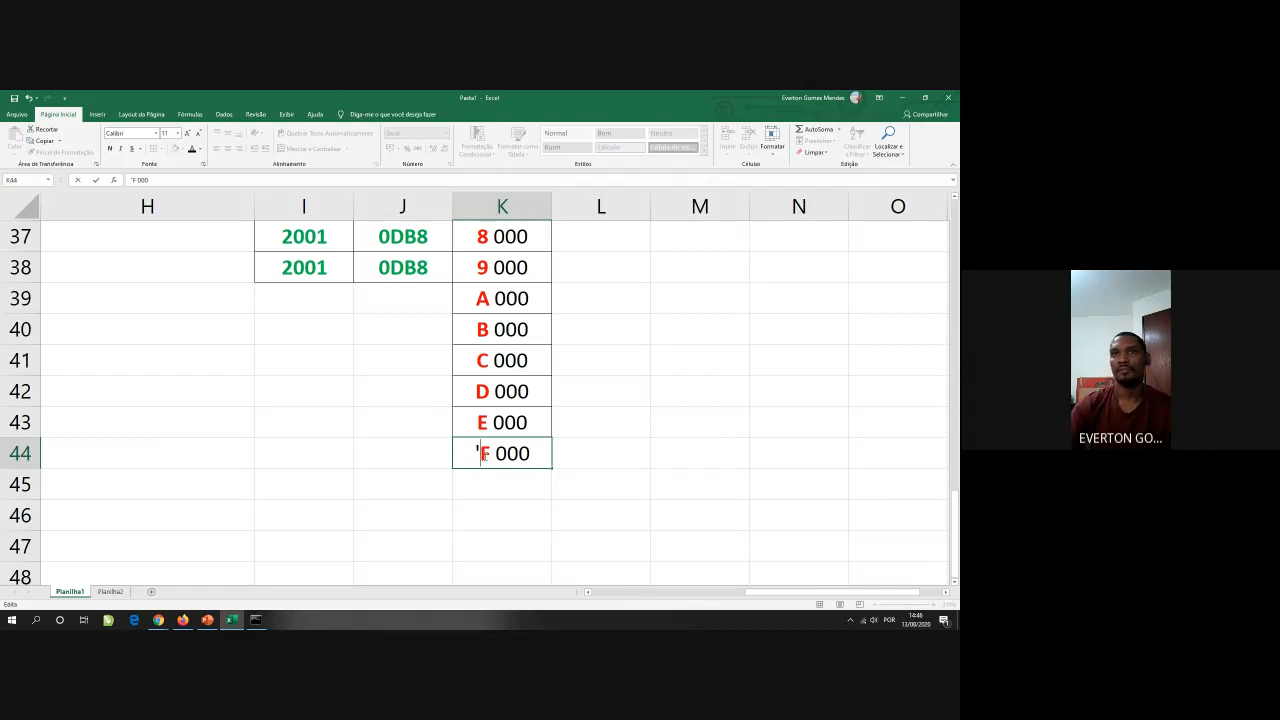 Pasta1 - Excel
Everton Gomes Mendes
Arquivo Página Inicial Inserir Layout da Página Fórmulas Dados Revisão Exibir Ajuda Diga-me o que você deseja fazer Compartilhar
Colar
Recortar
Copiar
Pincel de Formatação
Área de Transferência
Calibri 11
N I S
Fonte
Quebrar Texto Automaticamente
Mesclar e Centralizar
Alinhamento
Geral
Número
Formatação Condicional
Formatar como Tabela
Normal Bom Neutro
Ruim Cálculo Célula de Ve...
Estilos
Inserir Excluir Formatar
Células
AutoSoma
Preencher
Limpar
Classificar e Filtrar
Localizar e Selecionar
Edição
K44 'F 000
H I J K L M N O
37 2001 0DB8 8 000
38 2001 0DB8 9 000
39 A 000
40 B 000
41 C 000
42 D 000
43 E 000
44 'F 000
45
46
47
48
Planilha1 Planilha2
Edita 210%
POR
14:46
13/08/2020
EVERTON GO...